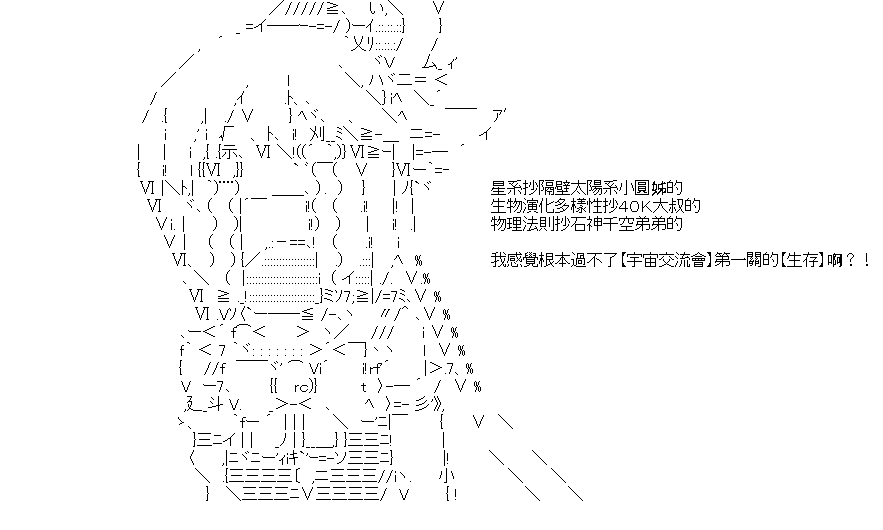 星系抄隔壁太陽系小圓姊的
生物演化多樣性抄40K大叔的
物理法則抄石神千空弟弟的
我感覺根本過不了【宇宙交流會】第一關的【生存】啊？！